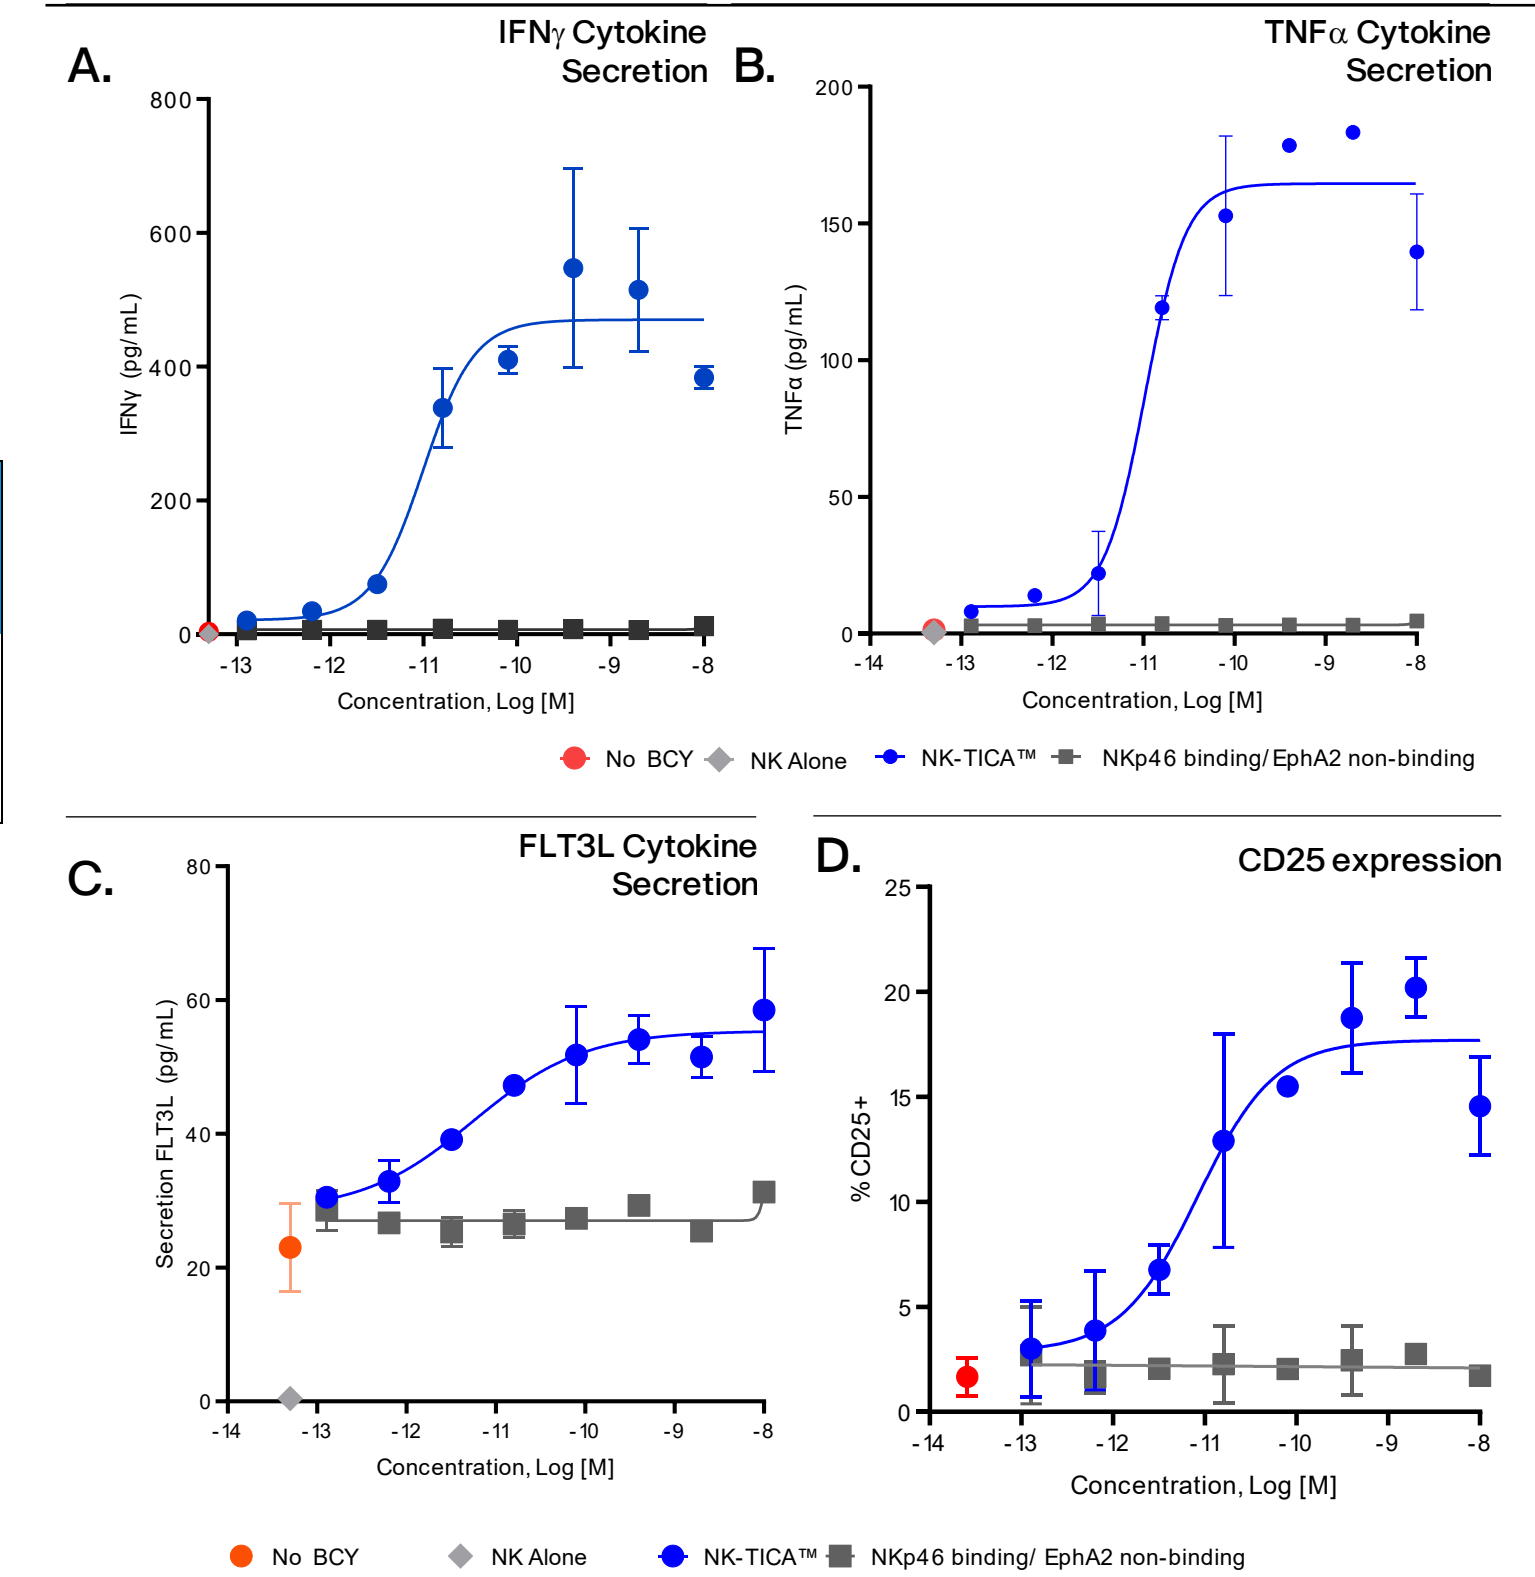 A.
IFNγ Cytokine
Secretion
800
600
400
200
0
IFNγ (pg/mL)
-13 -12 -11 -10 -9 -8
Concentration, Log [M]
B.
TNFα Cytokine
Secretion
200
150
100
50
0
TNFα (pg/mL)
-14 -13 -12 -11 -10 -9 -8
Concentration, Log [M]
No BCY NK Alone NK-TICA™ NKp46 binding/EphA2 non-binding
C.
FLT3L Cytokine
Secretion
80
60
40
20
0
Secretion FLT3L (pg/mL)
-14 -13 -12 -11 -10 -9 -8
Concentration, Log [M]
D.
CD25 expression
25
20
15
10
5
0
% CD25+
-14 -13 -12 -11 -10 -9 -8
Concentration, Log [M]
No BCY NK Alone NK-TICA™ NKp46 binding/ EphA2 non-binding